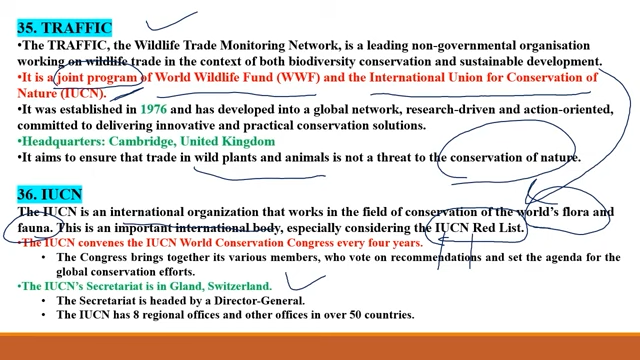 35. TRAFFIC
•The TRAFFIC, the Wildlife Trade Monitoring Network, is a leading non-governmental organisation
working on wildlife trade in the context of both biodiversity conservation and sustainable development.
•It is a joint program of World Wildlife Fund (WWF) and the International Union for Conservation of
Nature (IUCN).
•It was established in 1976 and has developed into a global network, research-driven and action-oriented,
committed to delivering innovative and practical conservation solutions.
•Headquarters: Cambridge, United Kingdom
•It aims to ensure that trade in wild plants and animals is not a threat to the conservation of nature.
36. IUCN
The IUCN is an international organization that works in the field of conservation of the world's flora and
fauna. This is an important international body, especially considering the IUCN Red List.
•The IUCN convenes the IUCN World Conservation Congress every four years.
• The Congress brings together its various members, who vote on recommendations and set the agenda for
the global conservation efforts.
•The IUCN's Secretariat is in Gland, Switzerland.
• The Secretariat is headed by a Director-General.
• The IUCN has 8 regional offices and other offices in over 50 countries.